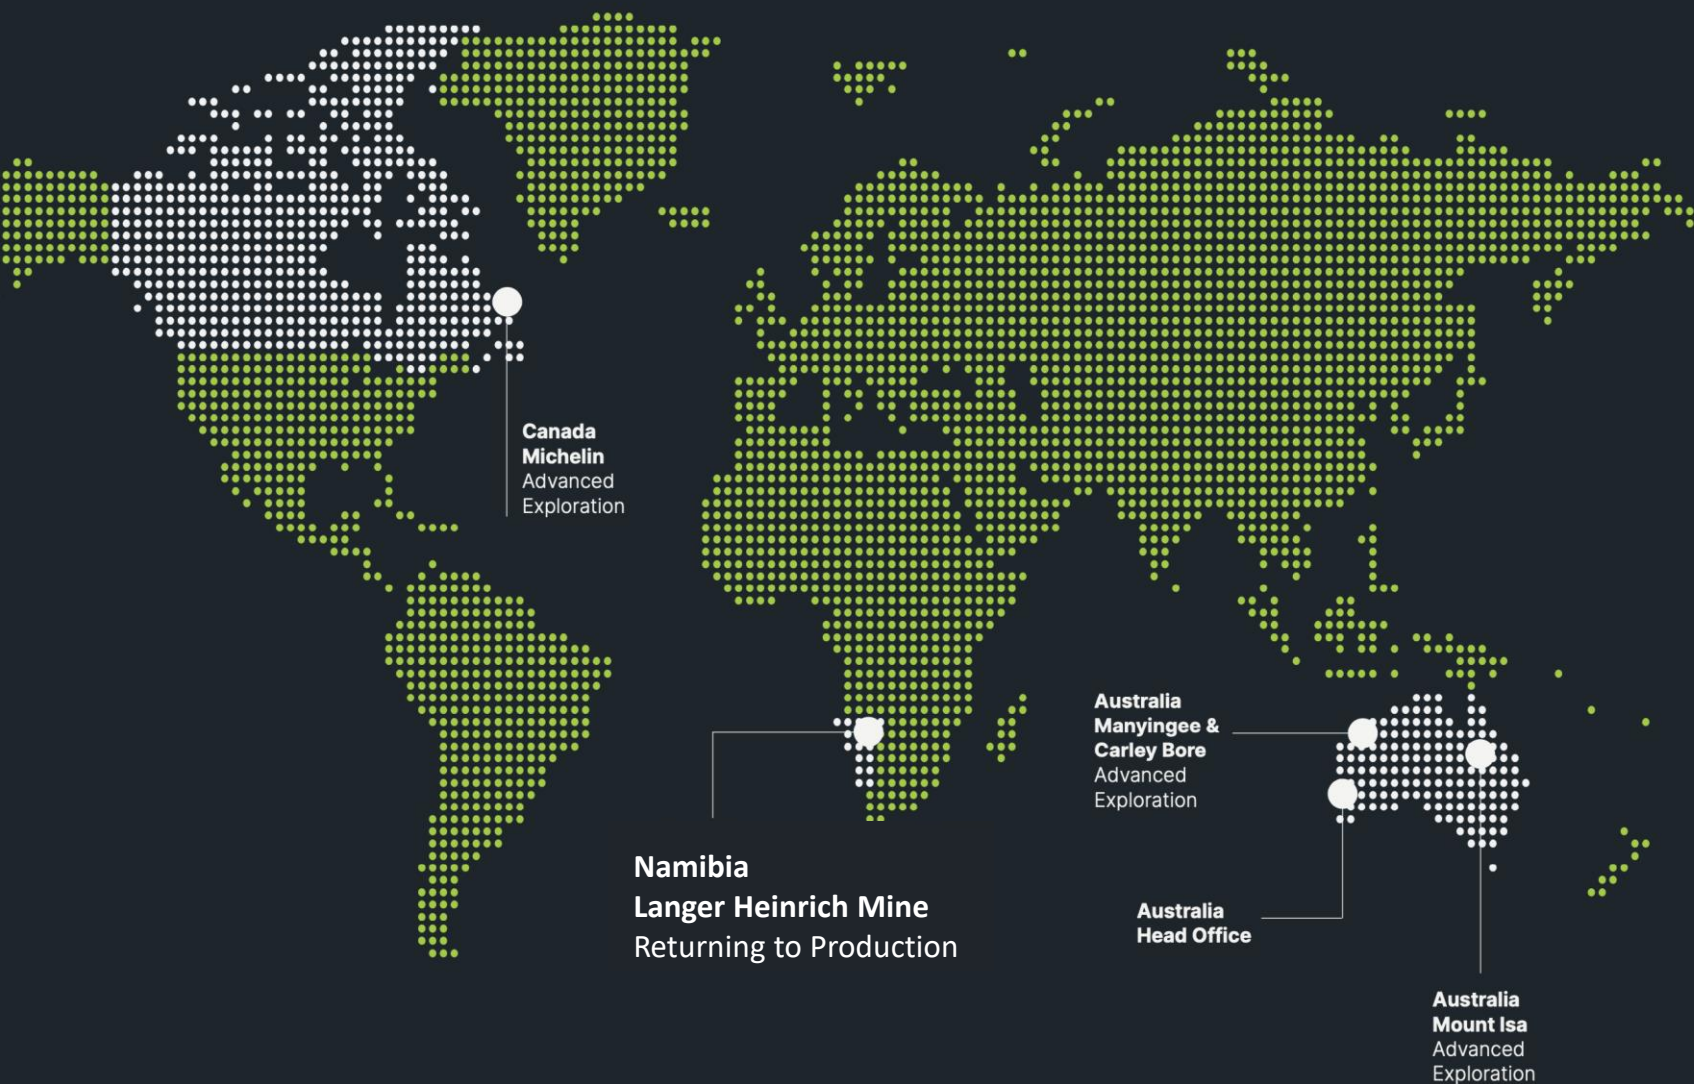 Canada
Michelin
Advanced
Exploration
Namibia
Langer Heinrich Mine
Returning to Production
Australia
Manyingee &
Carley Bore
Advanced
Exploration
Australia
Head Office
Australia
Mount Isa
Advanced
Exploration